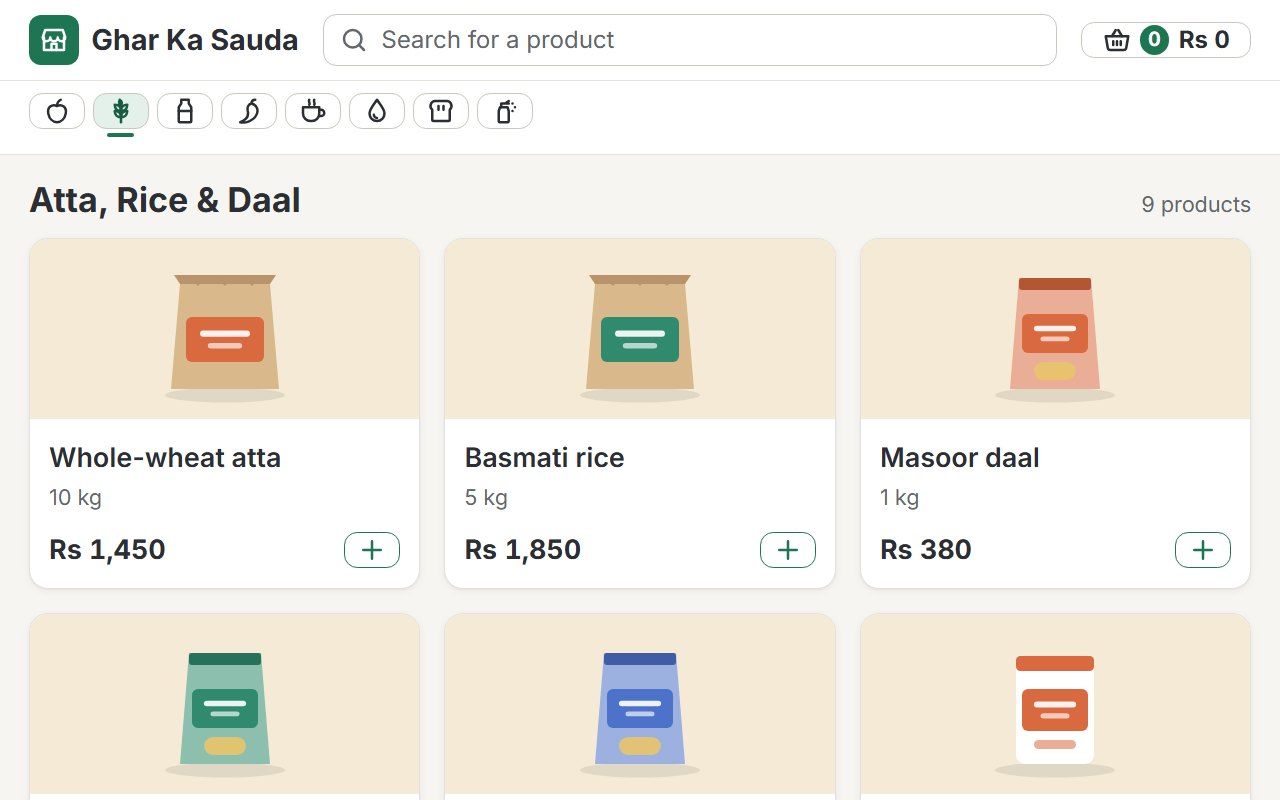 Ghar Ka Sauda
Search for a product
0 Rs 0
Atta, Rice & Daal
9 products
Whole-wheat atta
10 kg
Rs 1,450
Basmati rice
5 kg
Rs 1,850
Masoor daal
1 kg
Rs 380